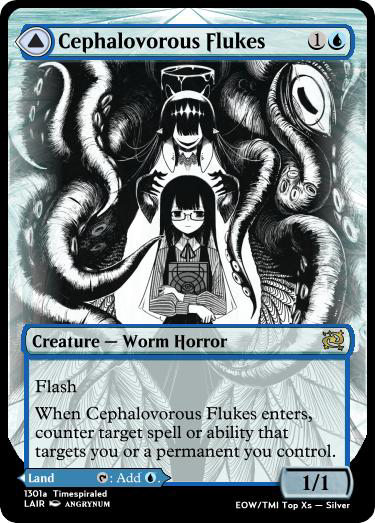 Cephalovorous Flukes 1
Creature — Worm Horror
Flash
When Cephalovorous Flukes enters,
counter target spell or ability that
targets you or a permanent you control.
Land : Add .
1/1
1301a Timespiraled
LAIR ANGRYNUM
EOW/TMI Top Xs — Silver